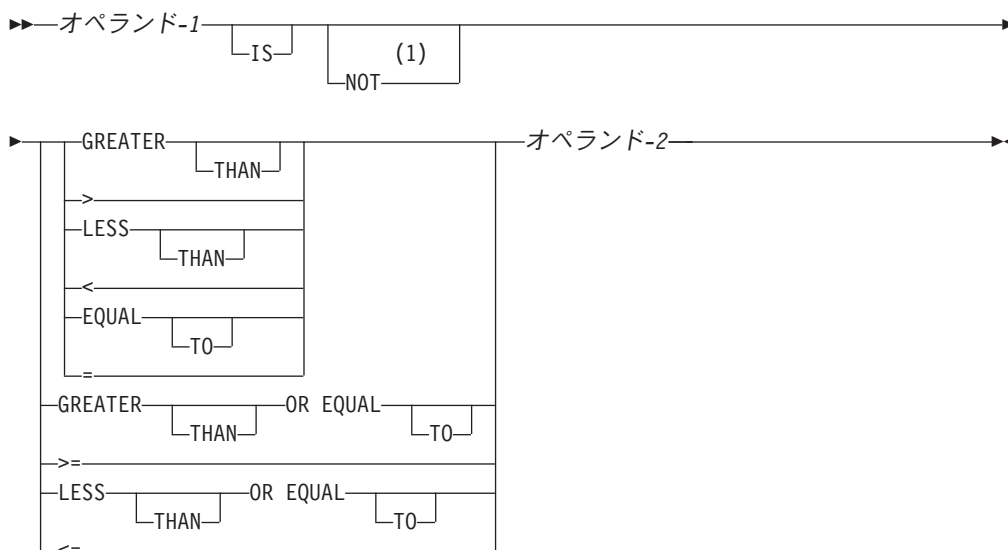 オペランド-1
IS
(1)
NOT
GREATER
THAN
オペランド-2
>
LESS
THAN
<
EQUAL
TO
=
GREATER
THAN
OR EQUAL
TO
>=
LESS
THAN
OR EQUAL
TO
<=